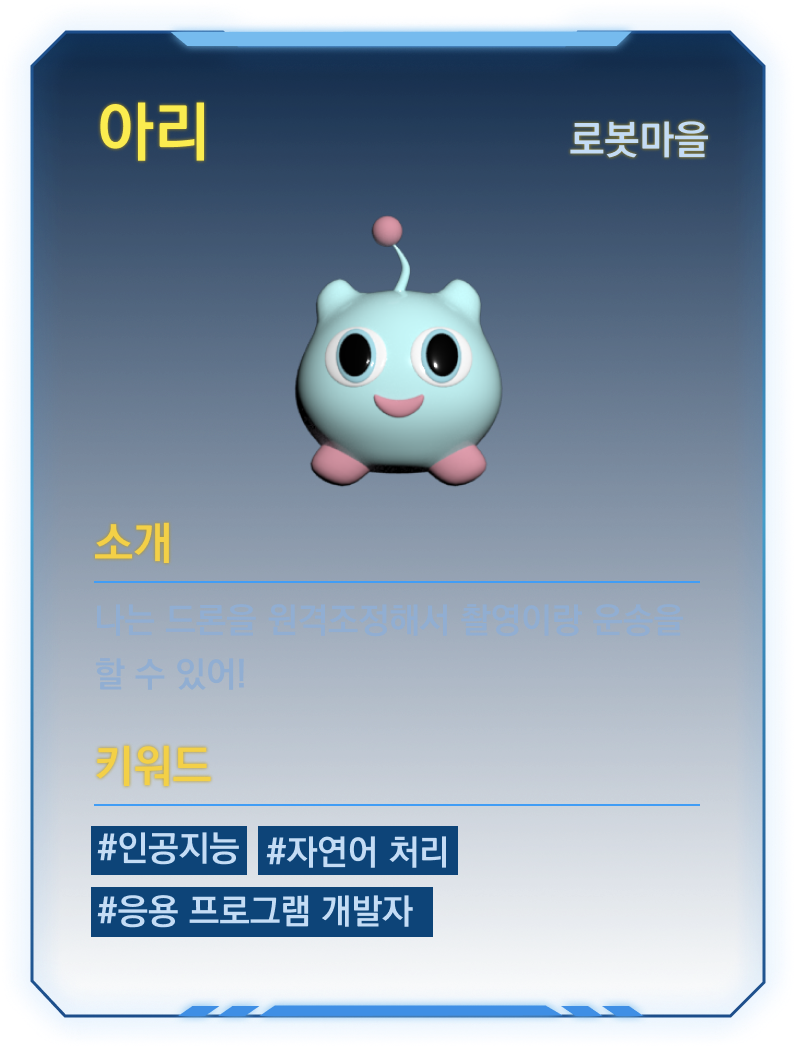 아리
로봇마을
소개
나는 드론을 원격조정해서 촬영이랑 운송을
할 수 있어!
키워드
#인공지능 #자연어 처리
#응용 프로그램 개발자